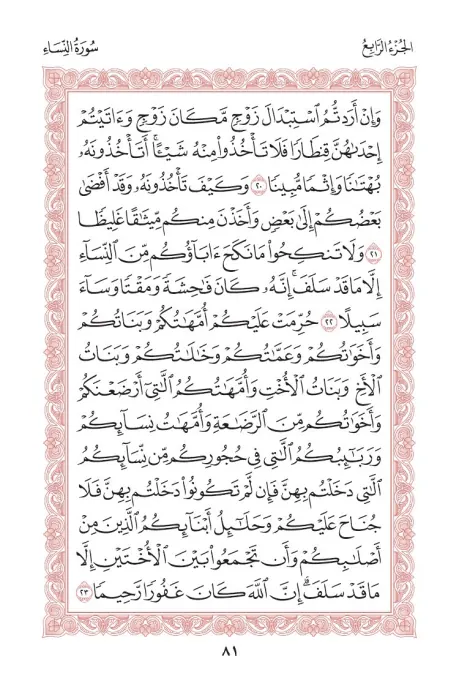 الجزء الرابع
سورة النساء
وَإِنْ أَرَدتُّمُ ٱسْتِبْدَالَ زَوْجٍ مَّكَانَ زَوْجٍ وَءَاتَيْتُمْ
إِحْدَىٰهُنَّ قِنطَارًا فَلَا تَأْخُذُوا۟ مِنْهُ شَيْـًٔا ۚ أَتَأْخُذُونَهُۥ
بُهْتَٰنًا وَإِثْمًا مُّبِينًا ٢٠ وَكَيْفَ تَأْخُذُونَهُۥ وَقَدْ أَفْضَىٰ
بَعْضُكُمْ إِلَىٰ بَعْضٍ وَأَخَذْنَ مِنكُم مِّيثَٰقًا غَلِيظًا
٢١ وَلَا تَنكِحُوا۟ مَا نَكَحَ ءَابَآؤُكُم مِّنَ ٱلنِّسَآءِ
إِلَّا مَا قَدْ سَلَفَ ۚ إِنَّهُۥ كَانَ فَٰحِشَةً وَمَقْتًا وَسَآءَ
سَبِيلًا ٢٢ حُرِّمَتْ عَلَيْكُمْ أُمَّهَٰتُكُمْ وَبَنَاتُكُمْ
وَأَخَوَٰتُكُمْ وَعَمَّٰتُكُمْ وَخَٰلَٰتُكُمْ وَبَنَاتُ
ٱلْأَخِ وَبَنَاتُ ٱلْأُخْتِ وَأُمَّهَٰتُكُمُ ٱلَّٰتِىٓ أَرْضَعْنَكُمْ
وَأَخَوَٰتُكُم مِّنَ ٱلرَّضَٰعَةِ وَأُمَّهَٰتُ نِسَآئِكُمْ
وَرَبَٰٓئِبُكُمُ ٱلَّٰتِى فِى حُجُورِكُم مِّن نِّسَآئِكُمُ
ٱلَّٰتِى دَخَلْتُم بِهِنَّ فَإِن لَّمْ تَكُونُوا۟ دَخَلْتُم بِهِنَّ فَلَا
جُنَاحَ عَلَيْكُمْ وَحَلَٰٓئِلُ أَبْنَآئِكُمُ ٱلَّذِينَ مِنْ
أَصْلَٰبِكُمْ وَأَن تَجْمَعُوا۟ بَيْنَ ٱلْأُخْتَيْنِ إِلَّا
مَا قَدْ سَلَفَ ۗ إِنَّ ٱللَّهَ كَانَ غَفُورًا رَّحِيمًا ٢٣
٨١